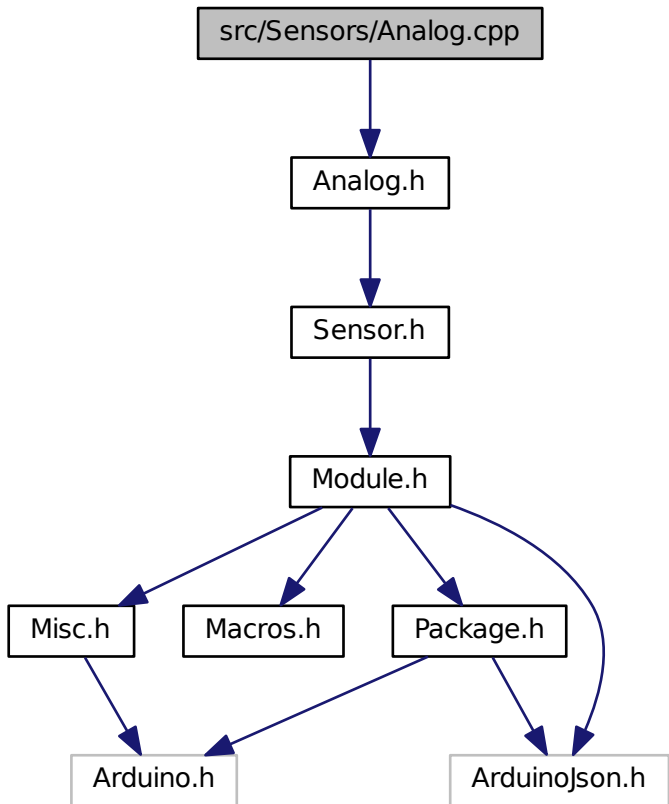 src/Sensors/Analog.cpp
Analog.h
Sensor.h
Module.h
Misc.h
Macros.h
Package.h
Arduino.h
ArduinoJson.h